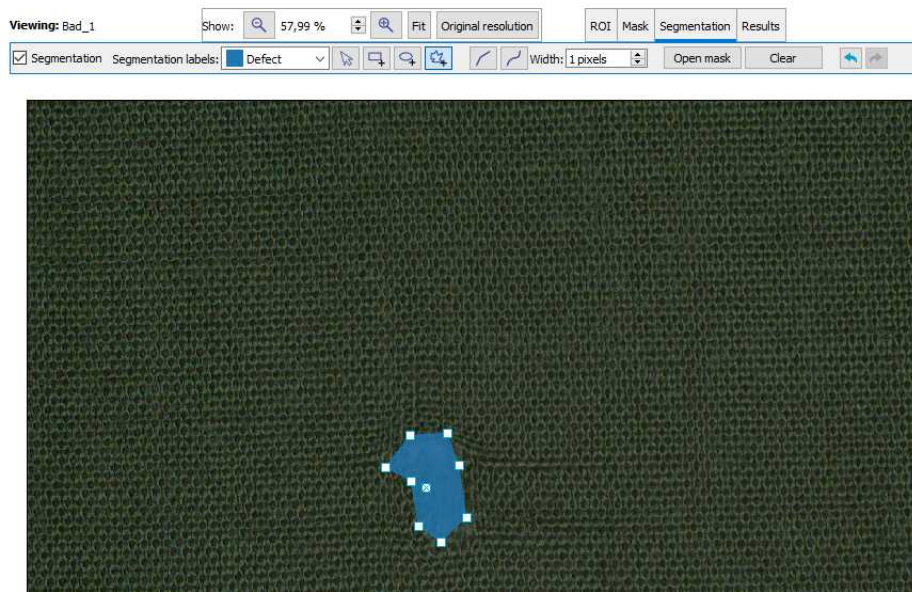 Viewing: Bad_1 Show: 57,99 % Fit Original resolution ROI Mask Segmentation Results
Segmentation Segmentation labels: Defect Width: 1 pixels Open mask Clear